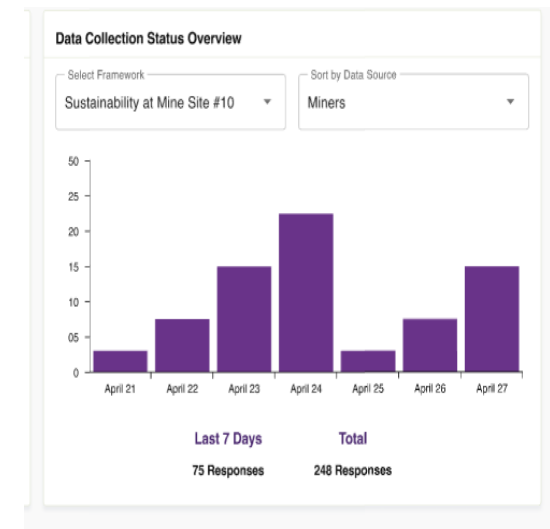 Data Collection Status Overview
Select Framework
Sustainability at Mine Site #10
Sort by Data Source
Miners
50
25
20
15
10
05
0
April 21 April 22 April 23 April 24 April 25 April 26 April 27
Last 7 Days Total
75 Responses 248 Responses